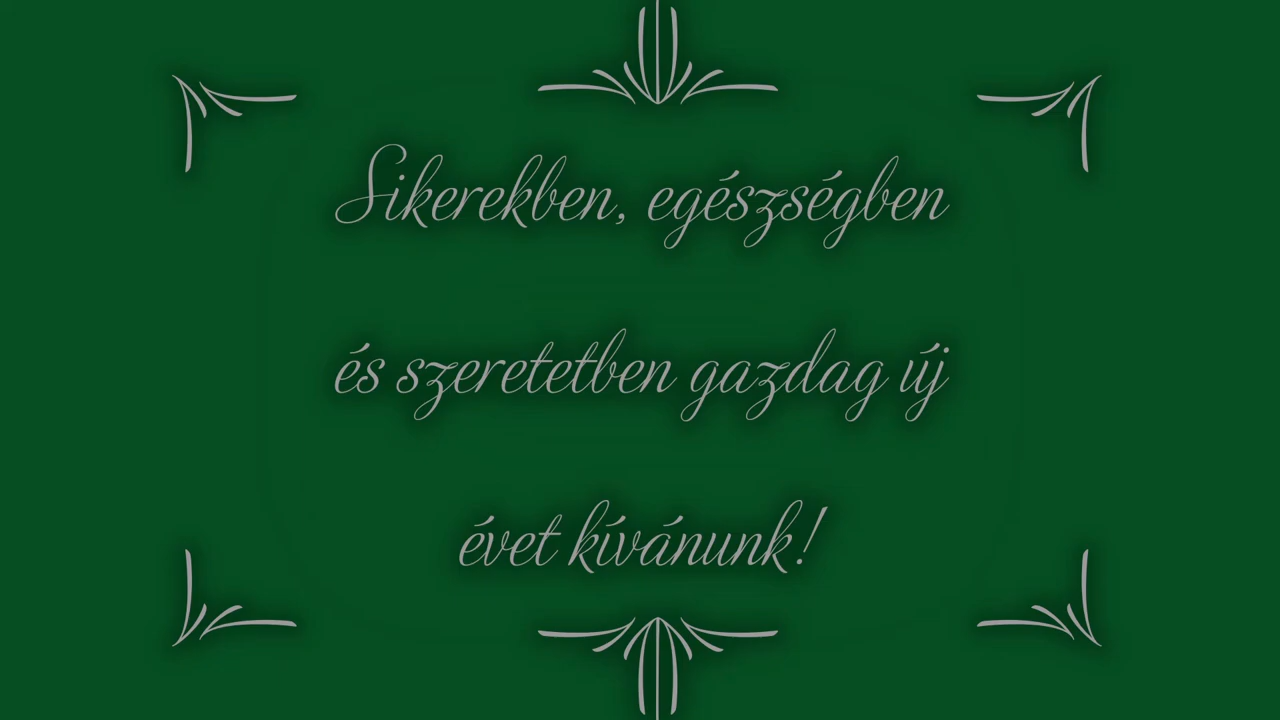 Sikerekben, egészségben
és szeretetben gazdag új
évet kívánunk!